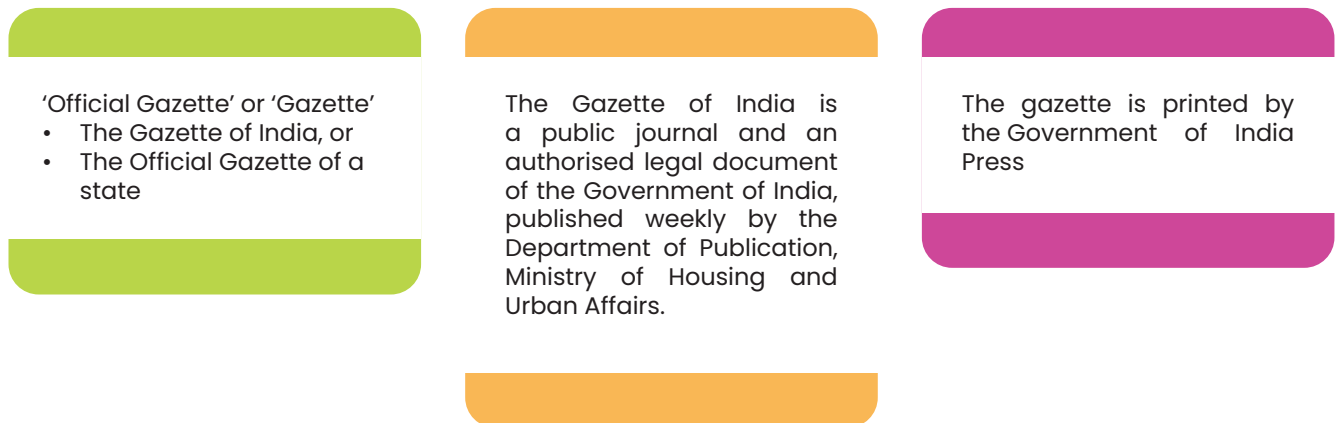 ‘Official Gazette’ or ‘Gazette’
• The Gazette of India, or
• The Official Gazette of a
state
The Gazette of India is
a public journal and an
authorised legal document
of the Government of India,
published weekly by the
Department of Publication,
Ministry of Housing and
Urban Affairs.
The gazette is printed by
the Government of India
Press